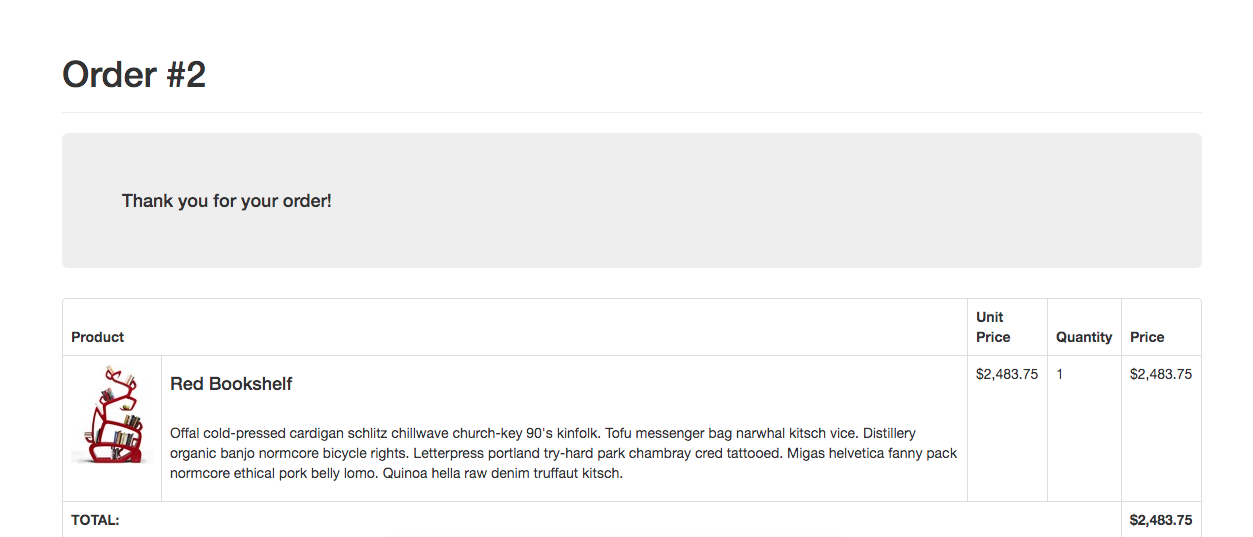 Order #2
Thank you for your order!
Product
Unit
Price
Quantity
Price
Red Bookshelf
$2,483.75
1
$2,483.75
Offal cold-pressed cardigan schlitz chillwave church-key 90's kinfolk. Tofu messenger bag narwhal kitsch vice. Distillery
organic banjo normcore bicycle rights. Letterpress portland try-hard park chambray cred tattooed. Migas helvetica fanny pack
normcore ethical pork belly lomo. Quinoa hella raw denim truffaut kitsch.
TOTAL:
$2,483.75